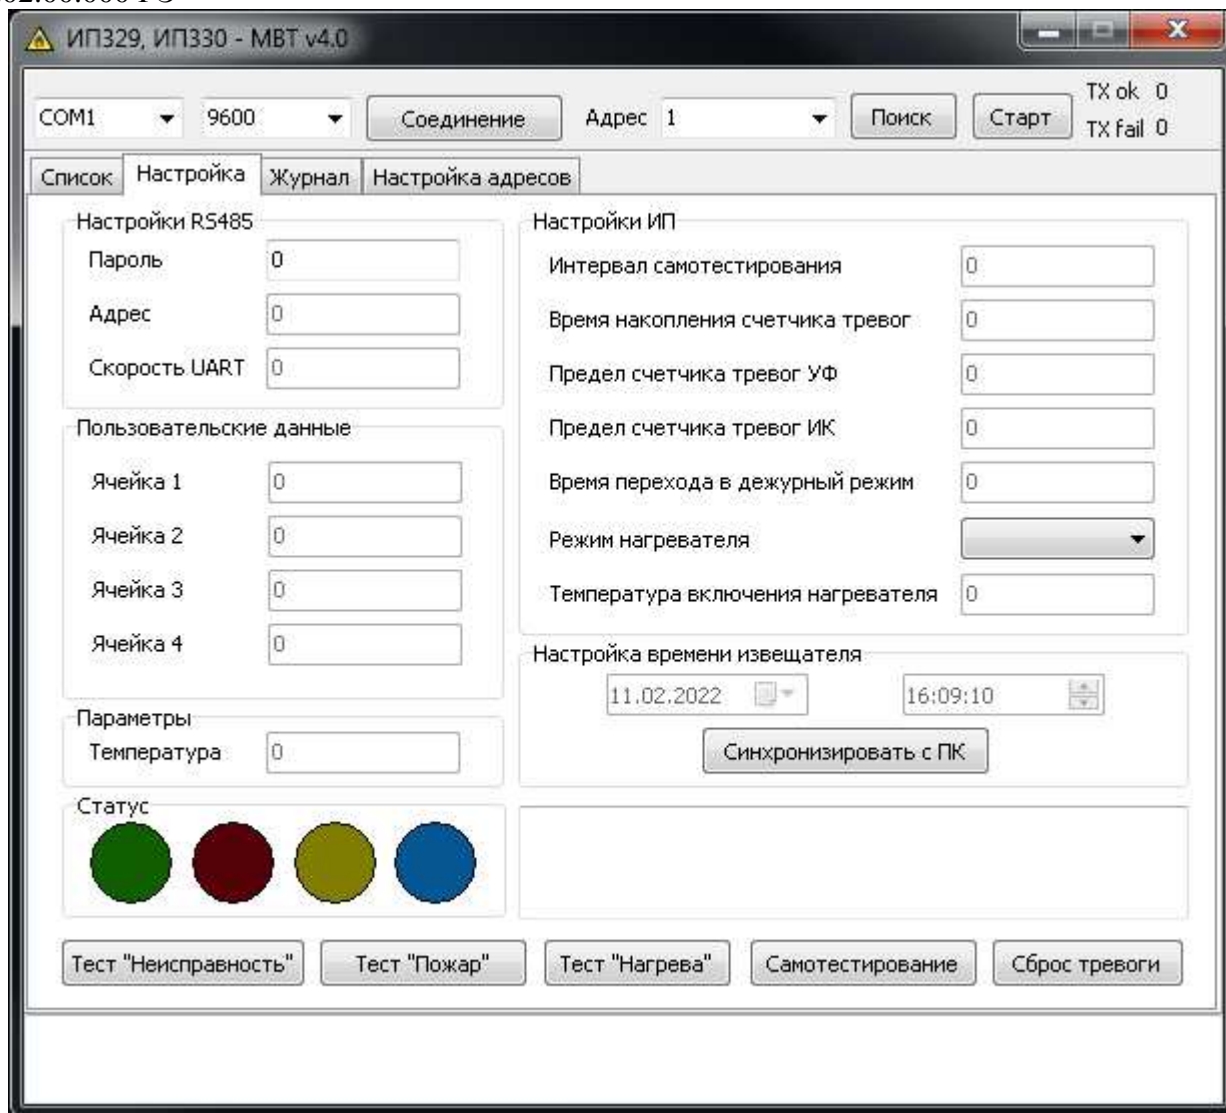 ИП329, ИП330 - МВТ v4.0
COM1 9600 Соединение Адрес 1 Поиск Старт TX ok 0
TX fail 0
Список Настройка Журнал Настройка адресов
Настройки RS485
Пароль 0
Адрес 0
Скорость UART 0
Пользовательские данные
Ячейка 1 0
Ячейка 2 0
Ячейка 3 0
Ячейка 4 0
Параметры
Температура 0
Статус
Настройки ИП
Интервал самотестирования 0
Время накопления счетчика тревог 0
Предел счетчика тревог УФ 0
Предел счетчика тревог ИК 0
Время перехода в дежурный режим 0
Режим нагревателя
Температура включения нагревателя 0
Настройка времени извещателя
11.02.2022 16:09:10
Синхронизировать с ПК
Тест "Неисправность" Тест "Пожар" Тест "Нагрева" Самотестирование Сброс тревоги